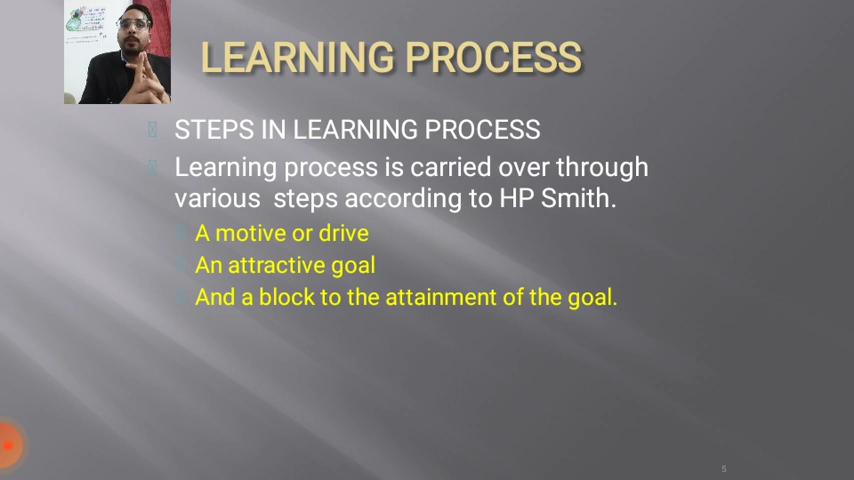 LEARNING PROCESS
STEPS IN LEARNING PROCESS
Learning process is carried over through
various steps according to HP Smith.
A motive or drive
An attractive goal
And a block to the attainment of the goal.
5